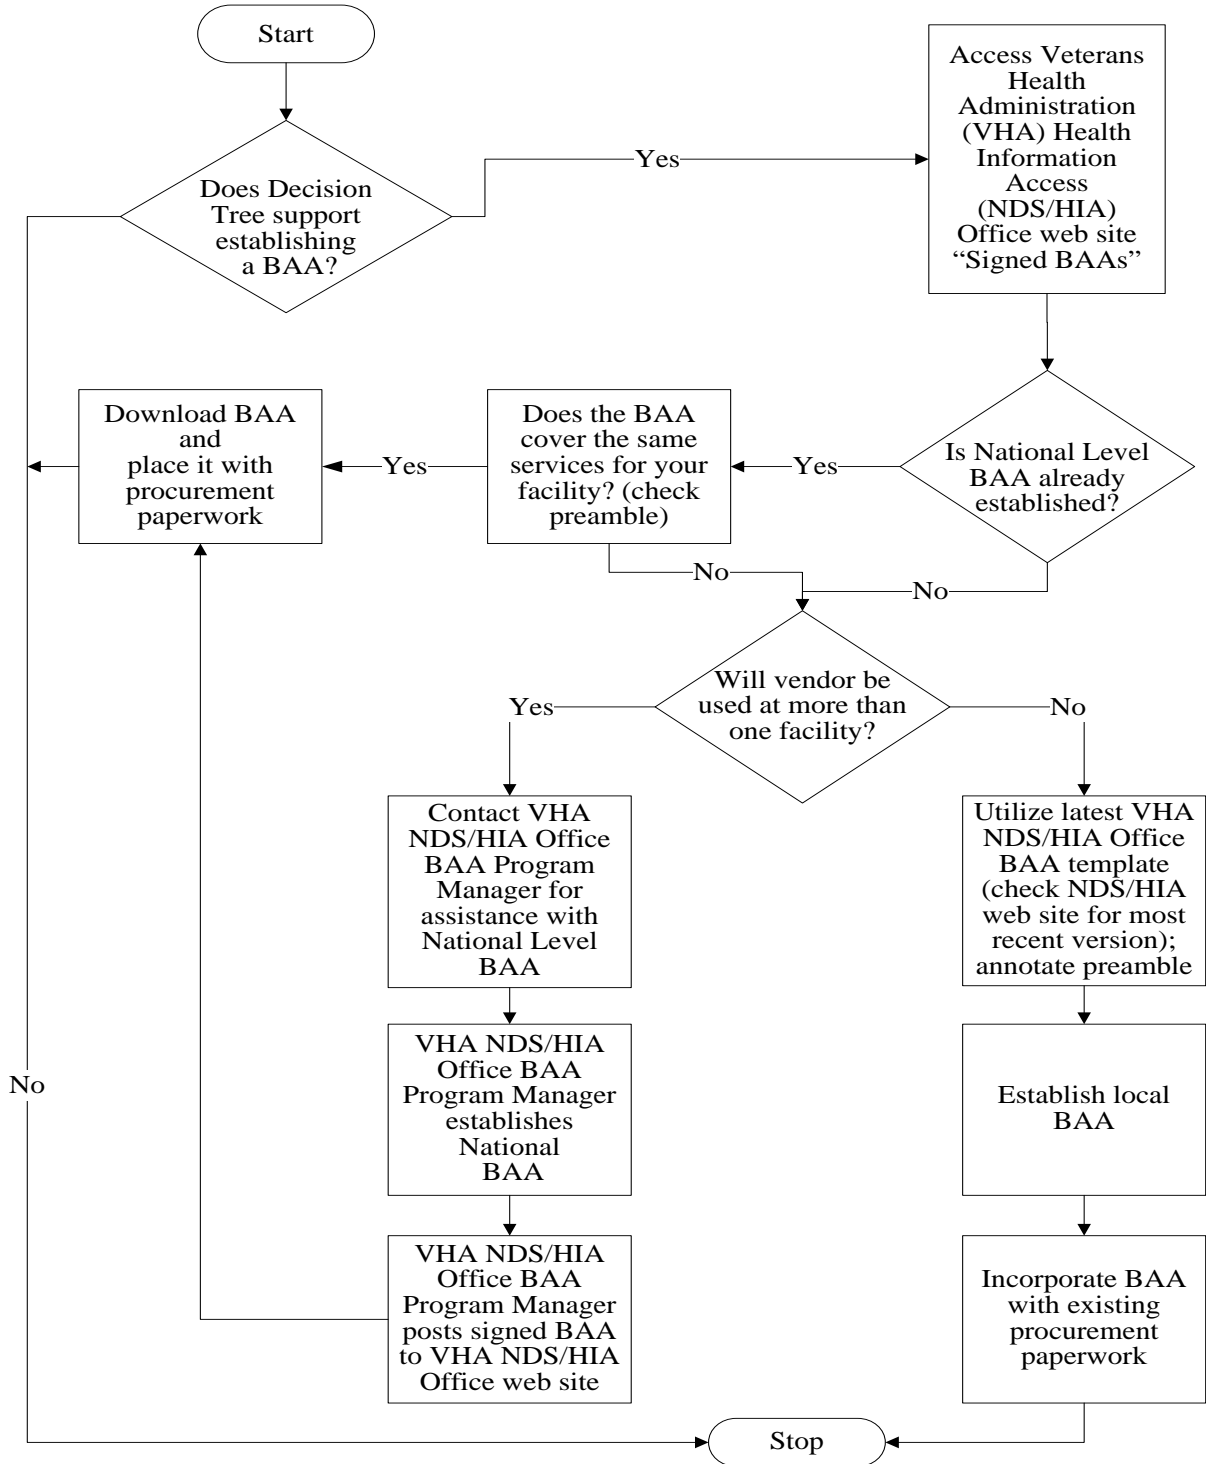 Start
Does Decision
Tree support
establishing
a BAA?
Yes
Access Veterans
Health
Administration
(VHA) Health
Information
Access
(NDS/HIA)
Office web site
“Signed BAAs”
Download BAA
and
place it with
procurement
paperwork
Yes
Does the BAA
cover the same
services for your
facility? (check
preamble)
Yes
Is National Level
BAA already
established?
No
No
Will vendor be
used at more than
one facility?
Yes
No
Contact VHA
NDS/HIA Office
BAA Program
Manager for
assistance with
National Level
BAA
Utilize latest VHA
NDS/HIA Office
BAA template
(check NDS/HIA
web site for most
recent version);
annotate preamble
No
VHA NDS/HIA
Office BAA
Program Manager
establishes
National
BAA
Establish local
BAA
VHA NDS/HIA
Office BAA
Program Manager
posts signed BAA
to VHA NDS/HIA
Office web site
Incorporate BAA
with existing
procurement
paperwork
Stop